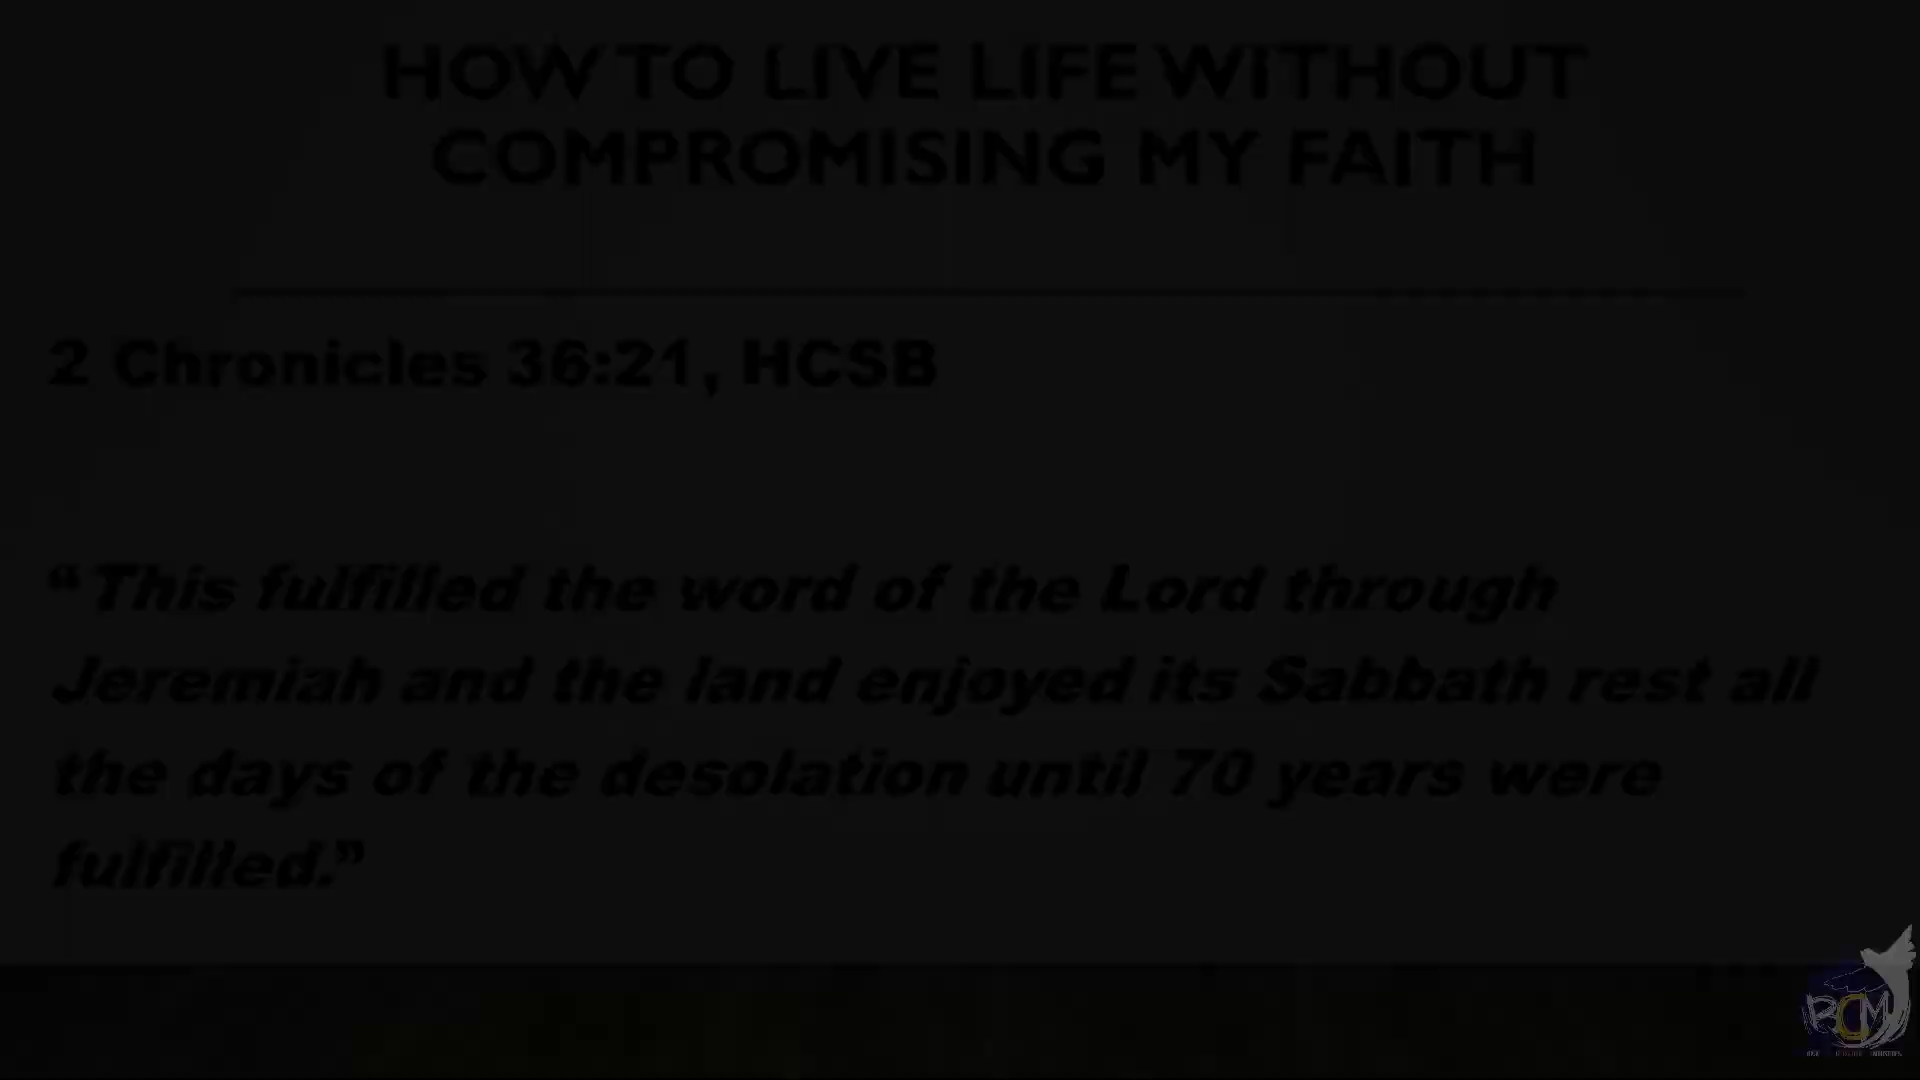 HOW TO LIVE LIFE WITHOUT
COMPROMISING MY FAITH
2 Chronicles 36:21, HCSB
“This fulfilled the word of the Lord through
Jeremiah and the land enjoyed its Sabbath rest all
the days of the desolation until 70 years were
fulfilled.”
RCM